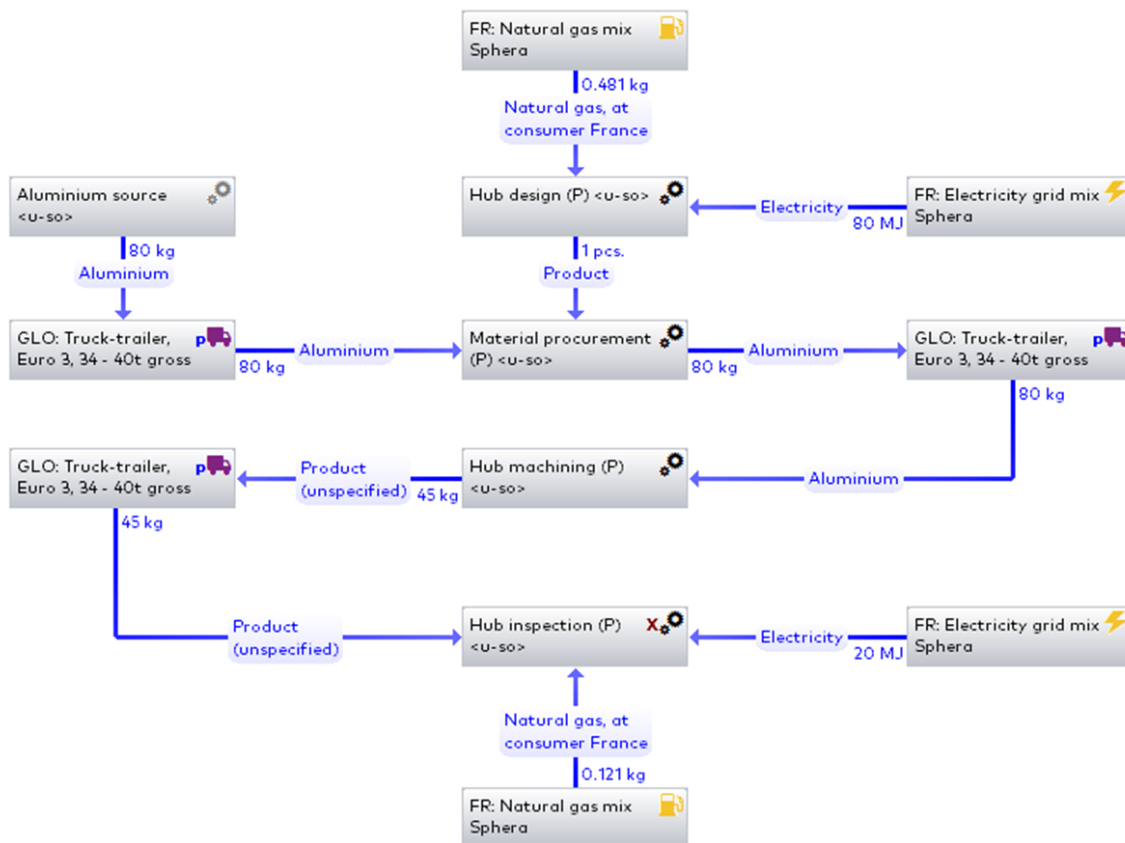 FR: Natural gas mix
Sphera
0.481 kg
Natural gas, at
consumer France
Aluminium source
<u-so>
Hub design (P) <u-so>
Electricity
80 MJ
FR: Electricity grid mix
Sphera
80 kg
Aluminium
1 pcs.
Product
GLO: Truck-trailer,
Euro 3, 34 - 40t gross
p
Aluminium
80 kg
Material procurement
(P) <u-so>
Aluminium
80 kg
GLO: Truck-trailer,
Euro 3, 34 - 40t gross
p
80 kg
GLO: Truck-trailer,
Euro 3, 34 - 40t gross
p
Product
(unspecified)
45 kg
Hub machining (P)
<u-so>
Aluminium
45 kg
Product
(unspecified)
Hub inspection (P)
<u-so>
X
Electricity
20 MJ
FR: Electricity grid mix
Sphera
Natural gas, at
consumer France
0.121 kg
FR: Natural gas mix
Sphera